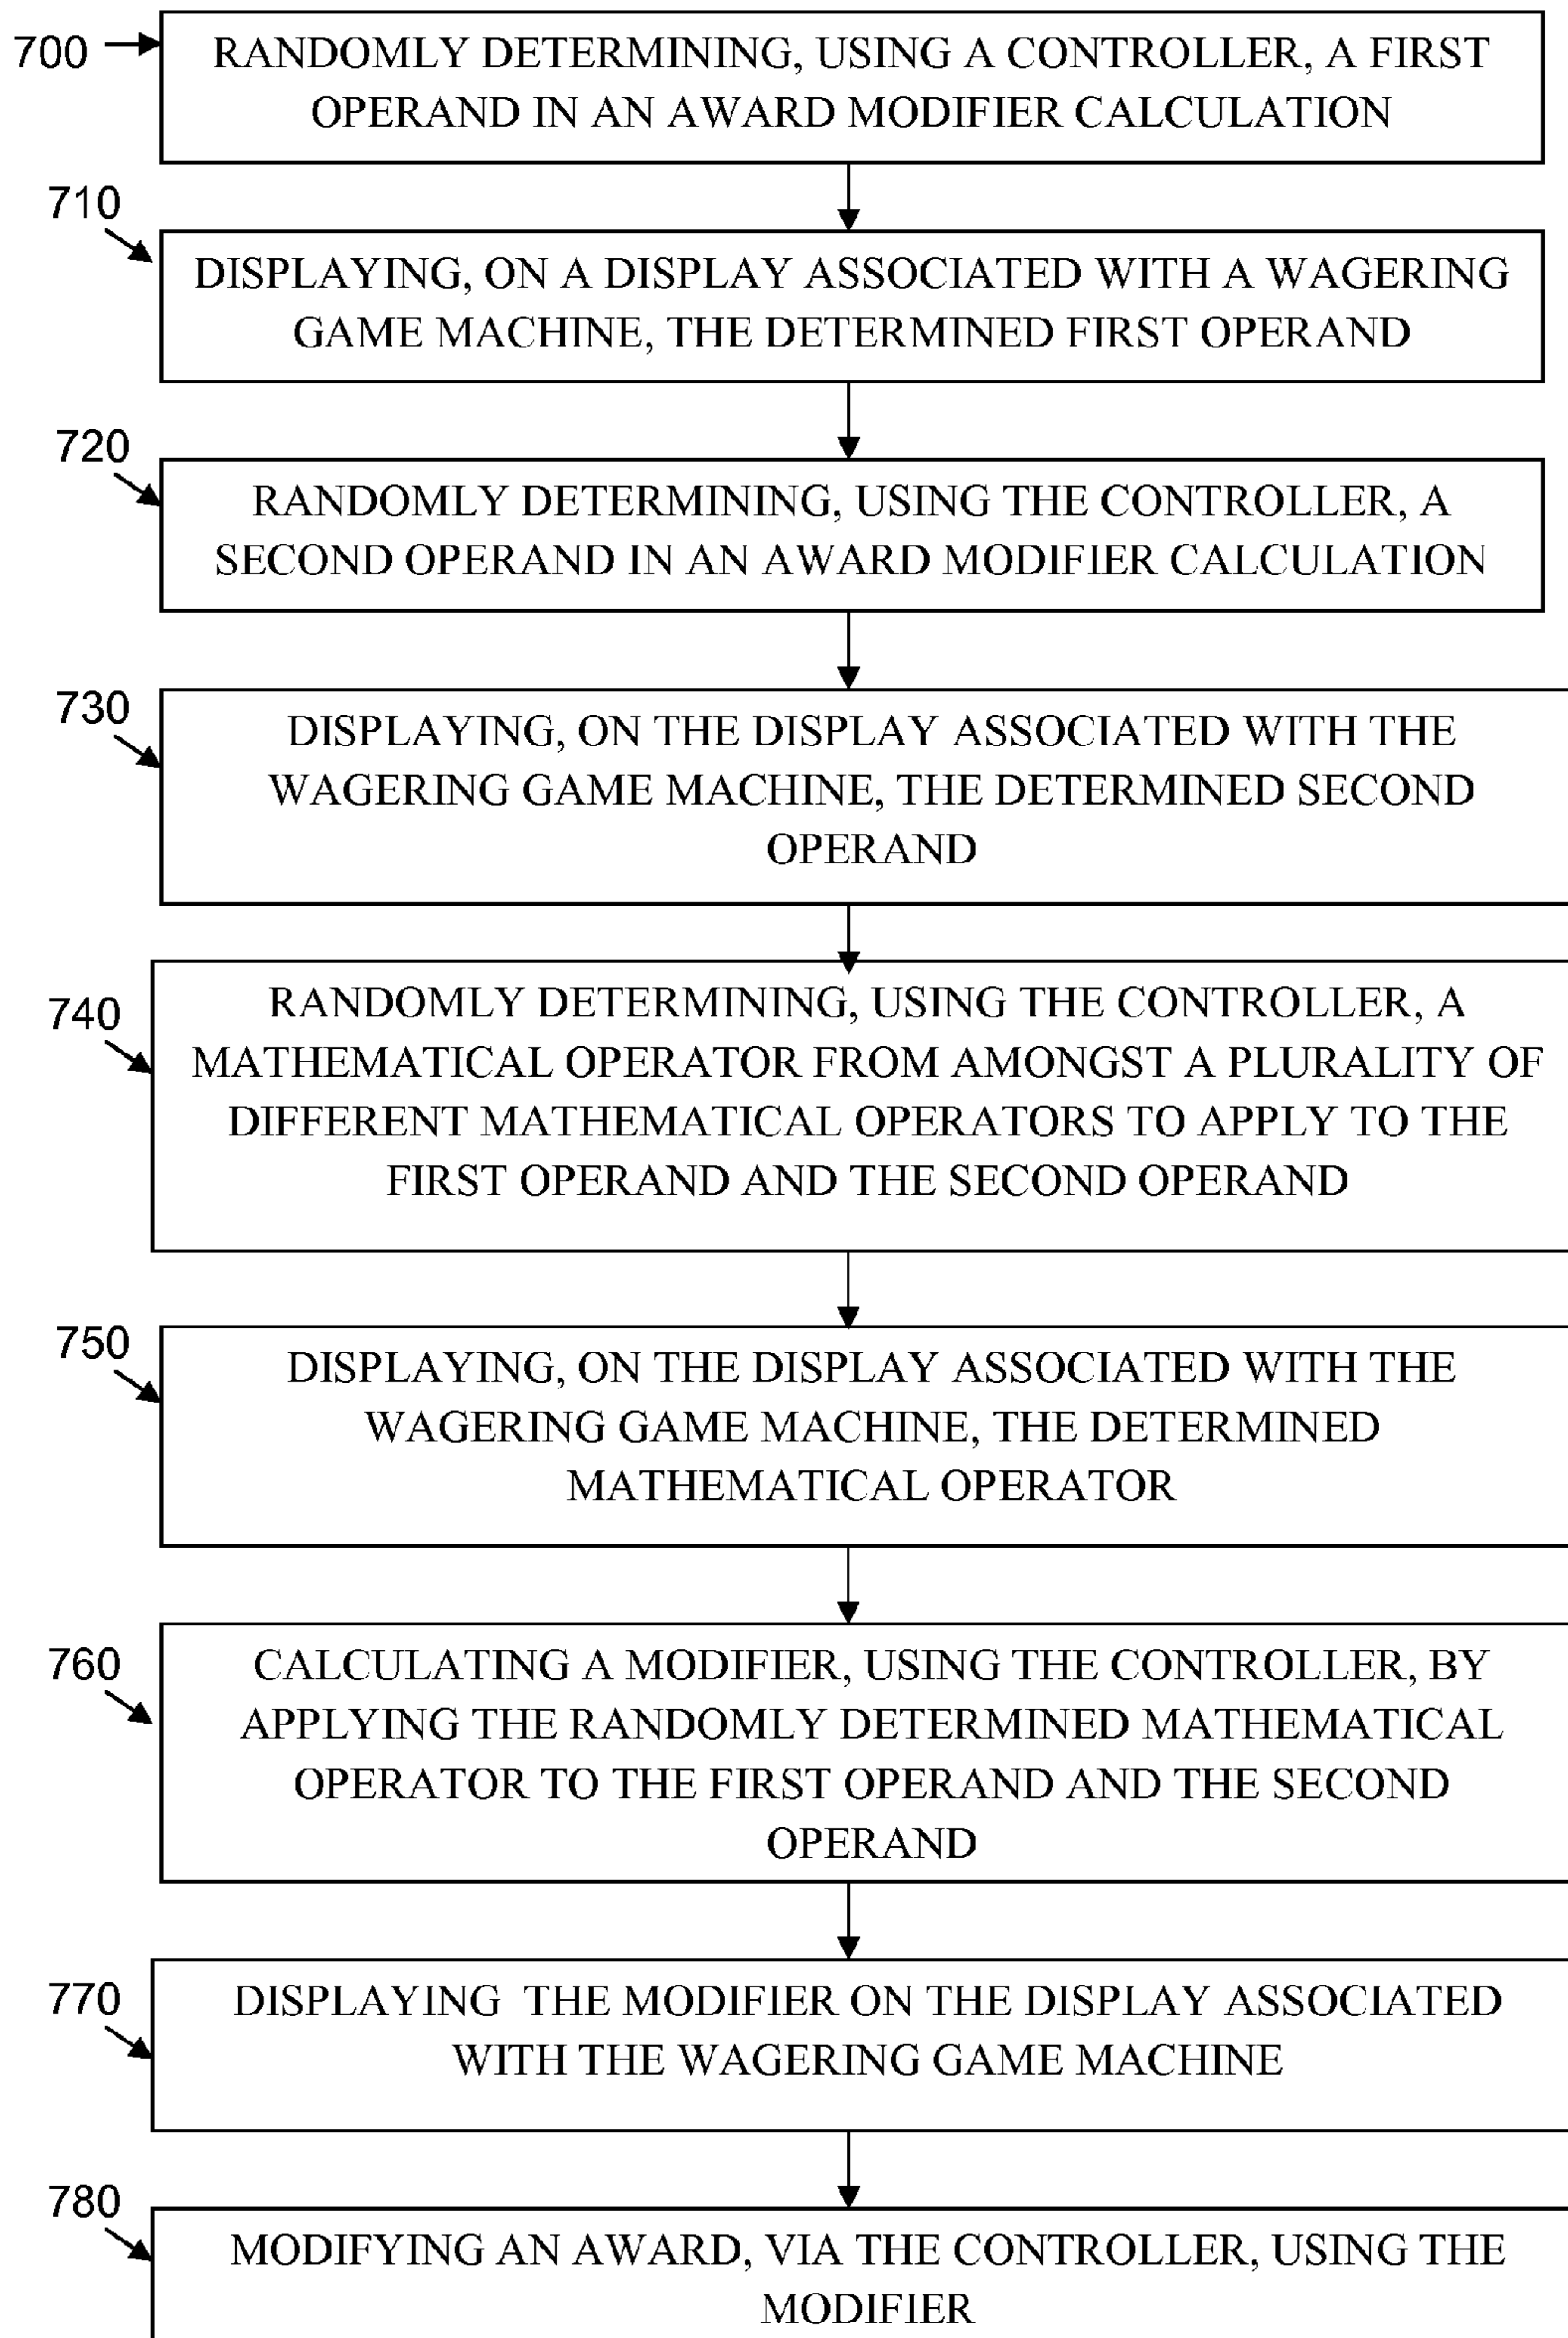 700
RANDOMLY DETERMINING, USING A CONTROLLER, A FIRST
OPERAND IN AN AWARD MODIFIER CALCULATION
710
DISPLAYING, ON A DISPLAY ASSOCIATED WITH A WAGERING
GAME MACHINE, THE DETERMINED FIRST OPERAND
720
RANDOMLY DETERMINING, USING THE CONTROLLER, A
SECOND OPERAND IN AN AWARD MODIFIER CALCULATION
730
DISPLAYING, ON THE DISPLAY ASSOCIATED WITH THE
WAGERING GAME MACHINE, THE DETERMINED SECOND
OPERAND
740
RANDOMLY DETERMINING, USING THE CONTROLLER, A
MATHEMATICAL OPERATOR FROM AMONGST A PLURALITY OF
DIFFERENT MATHEMATICAL OPERATORS TO APPLY TO THE
FIRST OPERAND AND THE SECOND OPERAND
750
DISPLAYING, ON THE DISPLAY ASSOCIATED WITH THE
WAGERING GAME MACHINE, THE DETERMINED
MATHEMATICAL OPERATOR
760
CALCULATING A MODIFIER, USING THE CONTROLLER, BY
APPLYING THE RANDOMLY DETERMINED MATHEMATICAL
OPERATOR TO THE FIRST OPERAND AND THE SECOND
OPERAND
770
DISPLAYING THE MODIFIER ON THE DISPLAY ASSOCIATED
WITH THE WAGERING GAME MACHINE
780
MODIFYING AN AWARD, VIA THE CONTROLLER, USING THE
MODIFIER